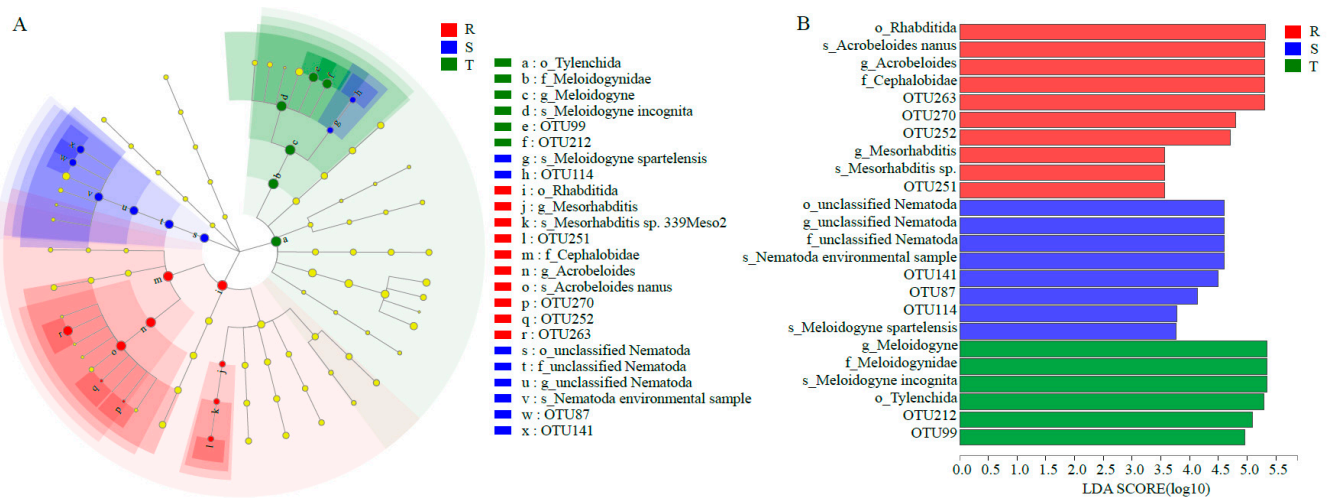 A
R
S
T
a
b
c
d
e
f
g
h
i
j
k
l
m
n
o
p
q
r
s
t
u
v
a : o_Tylenchida
b : f_Meloidogynidae
c : g_Meloidogyne
d : s_Meloidogyne incognita
e : OTU99
f : OTU212
g : s_Meloidogyne spartelensis
h : OTU114
i : o_Rhabditida
j : g_Mesorhabditis
k : s_Mesorhabditis sp. 339Meso2
l : OTU251
m : f_Cephalobidae
n : g_Acrobeloides
o : s_Acrobeloides nanus
p : OTU270
q : OTU252
r : OTU263
s : o_unclassified Nematoda
t : f_unclassified Nematoda
u : g_unclassified Nematoda
v : s_Nematoda environmental sample
w : OTU87
x : OTU141
B
R
S
T
o_Rhabditida
s_Acrobeloides nanus
g_Acrobeloides
f_Cephalobidae
OTU263
OTU270
OTU252
g_Mesorhabditis
s_Mesorhabditis sp.
OTU251
o_unclassified Nematoda
g_unclassified Nematoda
f_unclassified Nematoda
s_Nematoda environmental sample
OTU141
OTU87
OTU114
s_Meloidogyne spartelensis
g_Meloidogyne
f_Meloidogynidae
s_Meloidogyne incognita
o_Tylenchida
OTU212
OTU99
0.0 0.5 1.0 1.5 2.0 2.5 3.0 3.5 4.0 4.5 5.0 5.5
LDA SCORE(log10)